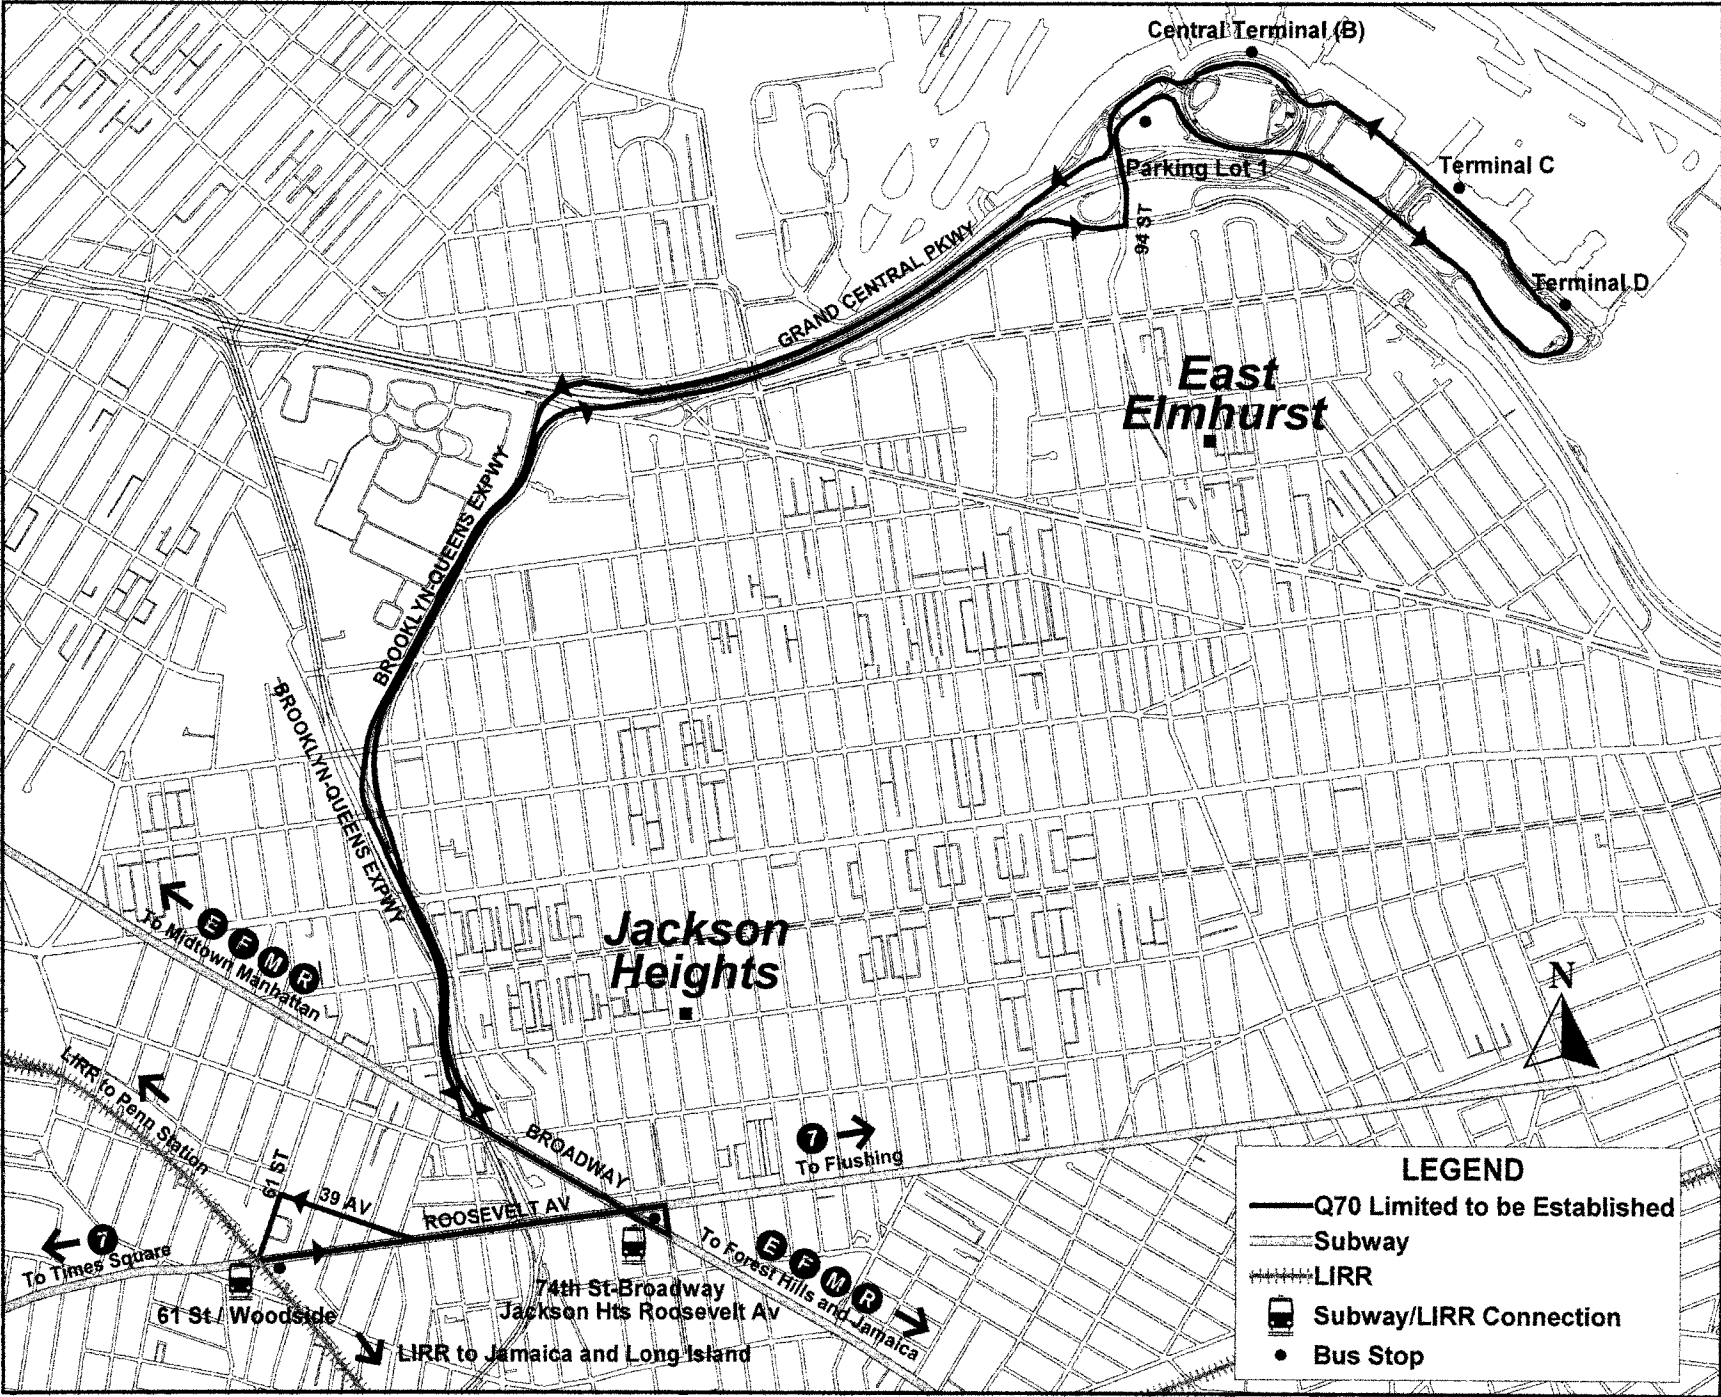 Central Terminal (B)
Terminal C
Parking Lot 1
94 ST
Terminal D
GRAND CENTRAL PKWY
East
Elmhurst
BROOKLYN-QUEENS EXPWY
BROOKLYN-QUEENS EXPWY
E F M R
To Midtown Manhattan
Jackson
Heights
N
LIRR to Penn Station
BROADWAY
7
To Flushing
61 ST
39 AV
ROOSEVELT AV
7
To Times Square
E F M R
To Forest Hills and Jamaica
74th St-Broadway
Jackson Hts Roosevelt Av
61 St / Woodside
LIRR to Jamaica and Long Island
LEGEND
Q70 Limited to be Established
Subway
LIRR
Subway/LIRR Connection
Bus Stop